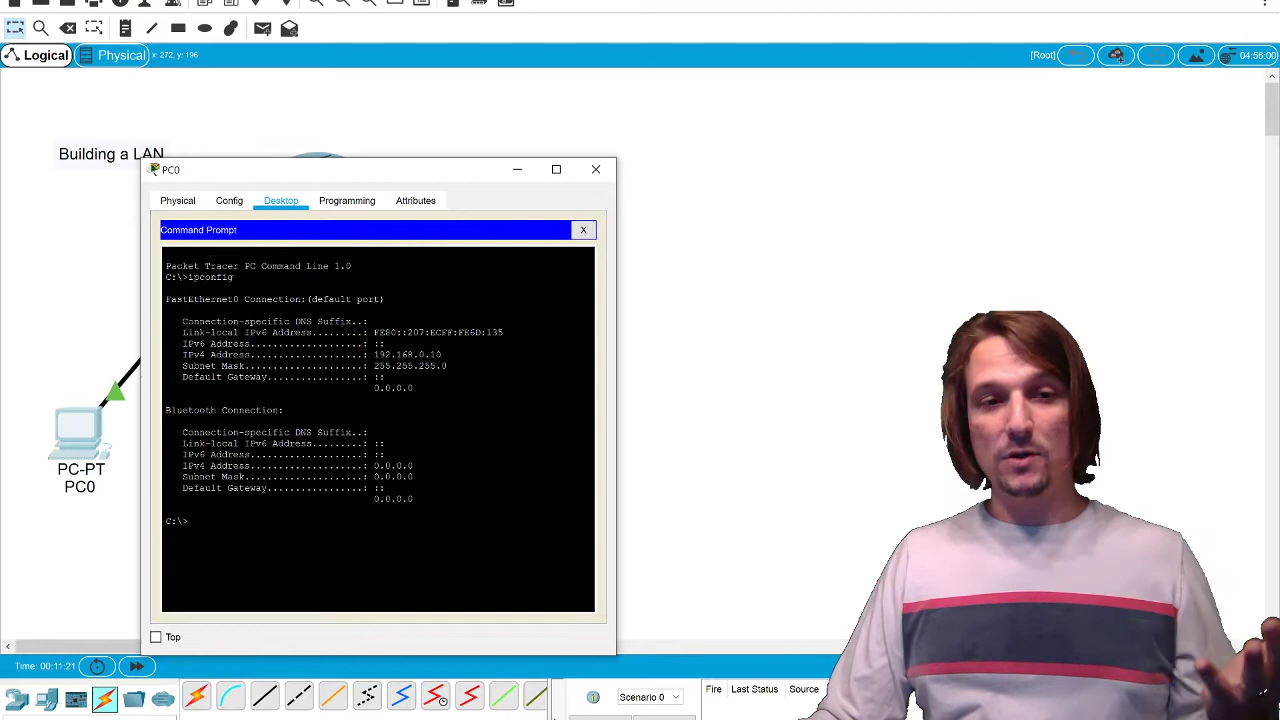 Logical
Physical
x: 272, y: 196
[Root]
04:56:00
Building a LAN
PC0
Physical
Config
Desktop
Programming
Attributes
Command Prompt
X
Packet Tracer PC Command Line 1.0
C:\>ipconfig
FastEthernet0 Connection:(default port)
Connection-specific DNS Suffix..:
Link-local IPv6 Address.........: FE80::207:ECFF:FE6D:135
IPv6 Address....................: ::
IPv4 Address....................: 192.168.0.10
Subnet Mask.....................: 255.255.255.0
Default Gateway.................: ::
0.0.0.0
Bluetooth Connection:
Connection-specific DNS Suffix..:
Link-local IPv6 Address.........: ::
IPv6 Address....................: ::
IPv4 Address....................: 0.0.0.0
Subnet Mask.....................: 0.0.0.0
Default Gateway.................: ::
0.0.0.0
C:\>
PC-PT
PC0
Top
Time: 00:11:21
Scenario 0
Fire
Last Status
Source